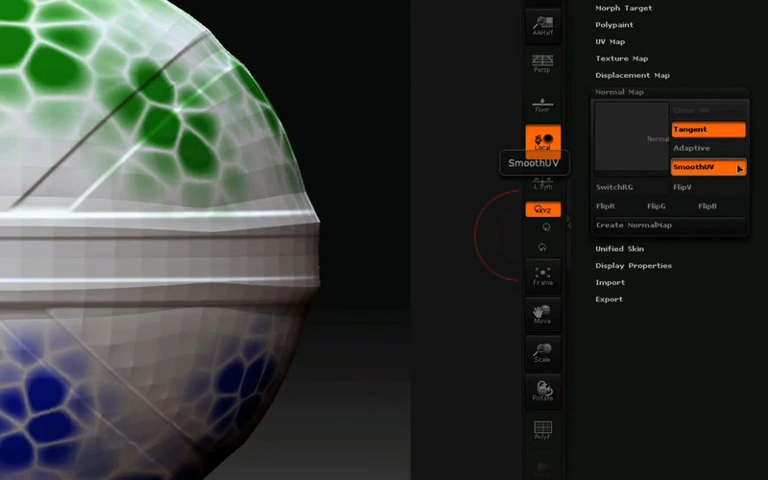 AAHalf
Persp
Floor
Local
SmoothUV
L.Sym
XYZ
Frame
Move
Scale
Rotate
PolyF
Morph Target
Polypaint
UV Map
Texture Map
Displacement Map
Normal Map
Normal
Tangent
Adaptive
SmoothUV
SwitchRG
FlipV
FlipR FlipG FlipB
Create NormalMap
Unified Skin
Display Properties
Import
Export